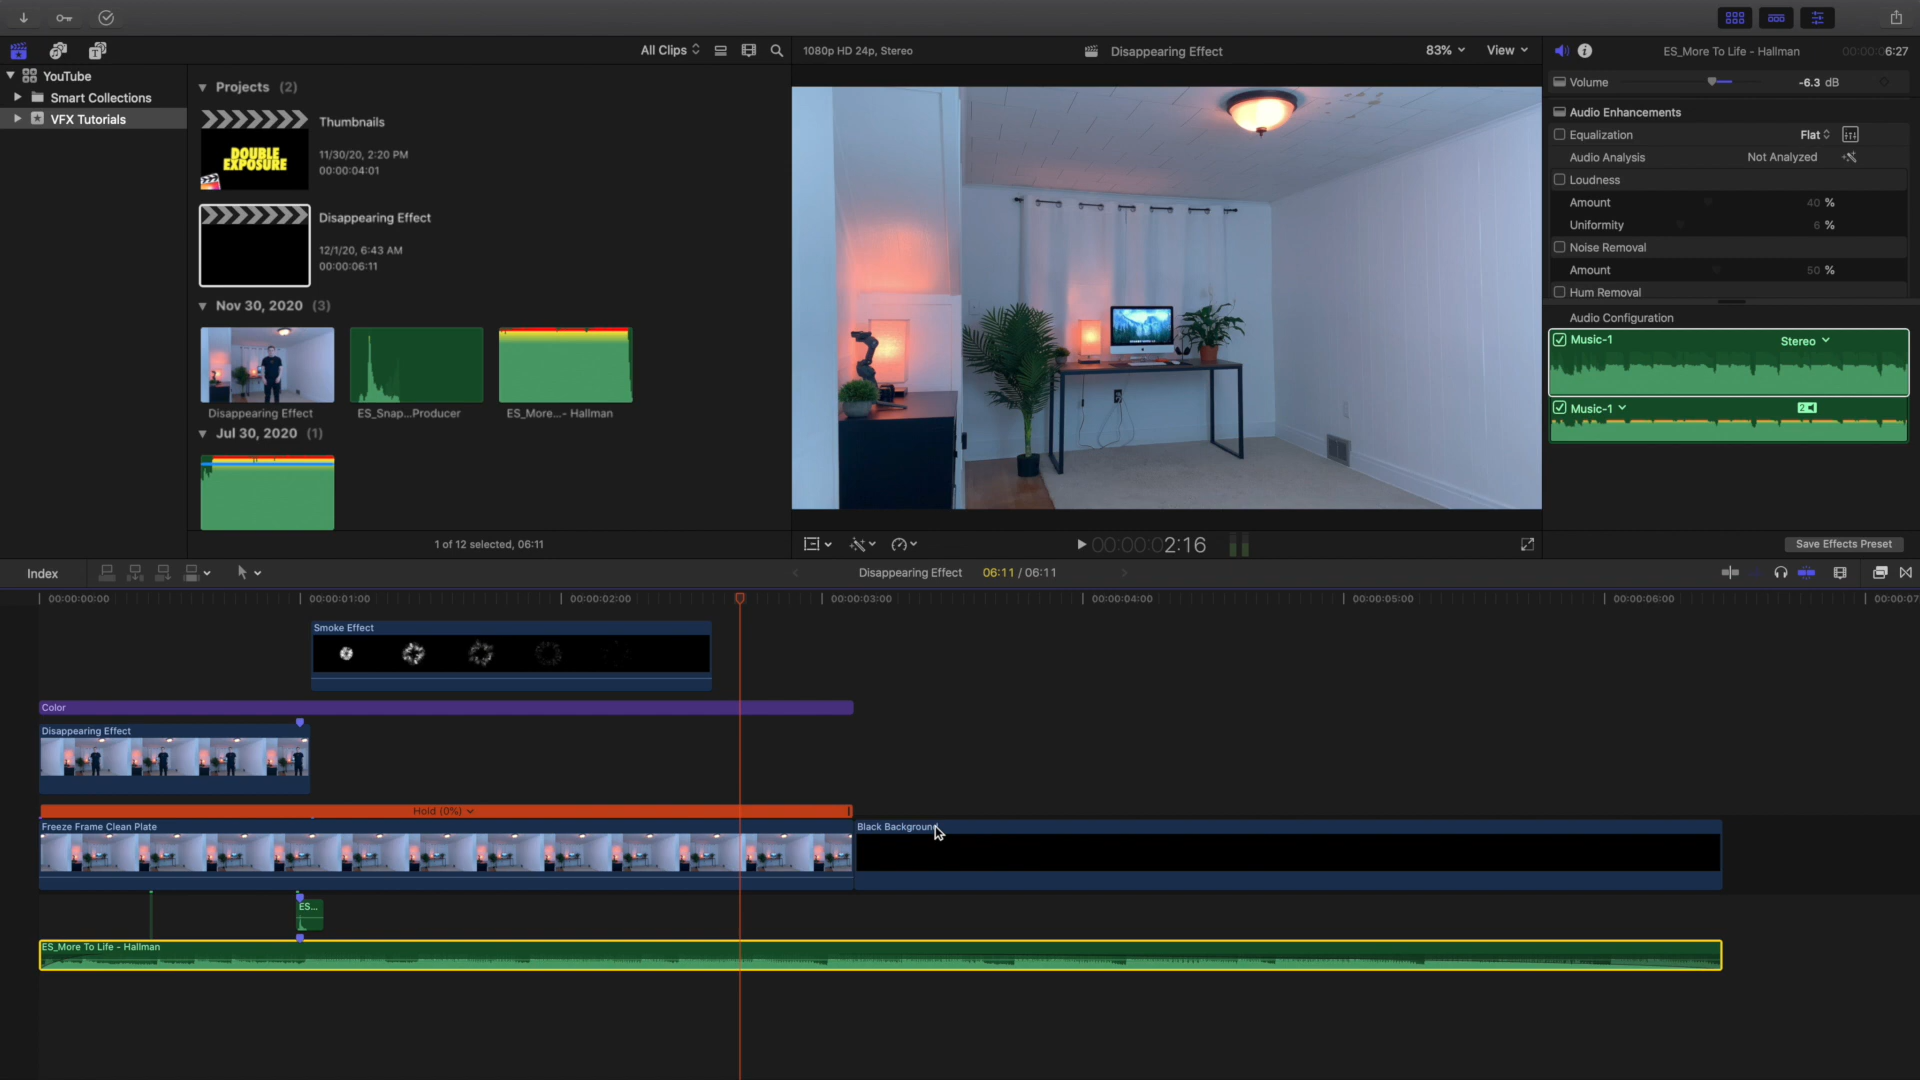 All Clips
1080p HD 24p, Stereo
Disappearing Effect
83%
View
ES_More To Life - Hallman
00:00:06:27
YouTube
Smart Collections
VFX Tutorials
Projects (2)
Thumbnails
11/30/20, 2:20 PM
00:00:04:01
DOUBLE
EXPOSURE
Disappearing Effect
12/1/20, 6:43 AM
00:00:06:11
Nov 30, 2020 (3)
Disappearing Effect
ES_Snap...Producer
ES_More...- Hallman
Jul 30, 2020 (1)
1 of 12 selected, 06:11
00:00:02:16
Volume
-6.3 dB
Audio Enhancements
Equalization
Flat
Audio Analysis
Not Analyzed
Loudness
Amount
40 %
Uniformity
6 %
Noise Removal
Amount
50 %
Hum Removal
Audio Configuration
Music-1
Stereo
Music-1
2
Save Effects Preset
Index
Disappearing Effect
06:11 / 06:11
00:00:00:00
00:00:01:00
00:00:02:00
00:00:03:00
00:00:04:00
00:00:05:00
00:00:06:00
00:00:07
Smoke Effect
Color
Disappearing Effect
Hold (0%)
Freeze Frame Clean Plate
Black Background
ES...
ES_More To Life - Hallman